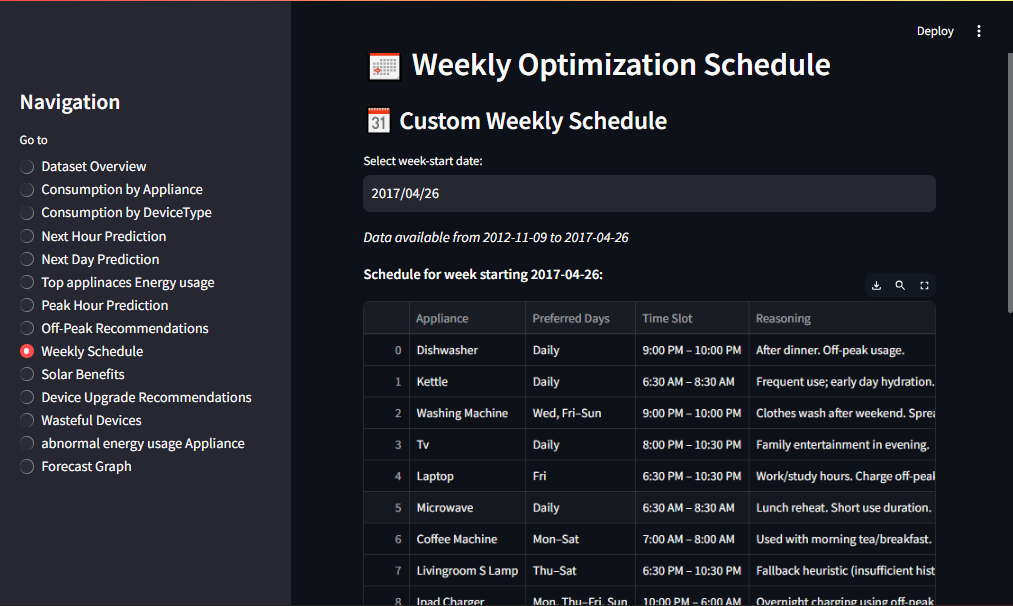 Deploy
Navigation
Go to
Dataset Overview
Consumption by Appliance
Consumption by DeviceType
Next Hour Prediction
Next Day Prediction
Top applinaces Energy usage
Peak Hour Prediction
Off-Peak Recommendations
Weekly Schedule
Solar Benefits
Device Upgrade Recommendations
Wasteful Devices
abnormal energy usage Appliance
Forecast Graph
Weekly Optimization Schedule
31 Custom Weekly Schedule
Select week-start date:
2017/04/26
Data available from 2012-11-09 to 2017-04-26
Schedule for week starting 2017-04-26:
Appliance Preferred Days Time Slot Reasoning
0 Dishwasher Daily 9:00 PM – 10:00 PM After dinner. Off-peak usage.
1 Kettle Daily 6:30 AM – 8:30 AM Frequent use; early day hydration.
2 Washing Machine Wed, Fri–Sun 9:00 PM – 10:00 PM Clothes wash after weekend. Sprea
3 Tv Daily 8:00 PM – 10:30 PM Family entertainment in evening.
4 Laptop Fri 6:30 PM – 10:30 PM Work/study hours. Charge off-peak
5 Microwave Daily 6:30 AM – 8:30 AM Lunch reheat. Short use duration.
6 Coffee Machine Mon–Sat 7:00 AM – 8:00 AM Used with morning tea/breakfast.
7 Livingroom S Lamp Thu–Sat 6:30 PM – 10:30 PM Fallback heuristic (insufficient hist
8 Ipad Charger Mon, Thu–Fri, Sun 10:00 PM – 6:00 AM Overnight charging using off-peak